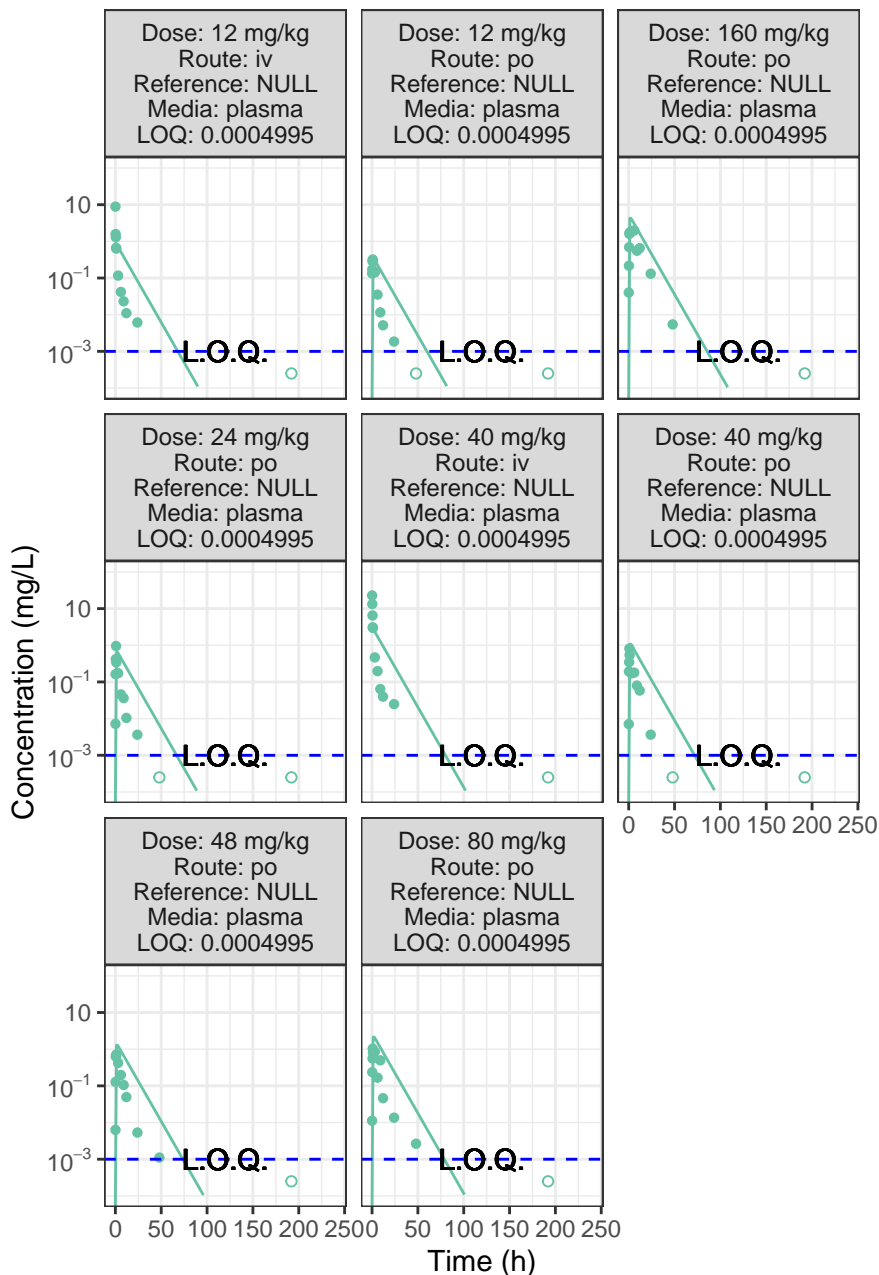 Dose: 12 mg/kg
Route: iv
Reference: NULL
Media: plasma
LOQ: 0.0004995
Dose: 12 mg/kg
Route: po
Reference: NULL
Media: plasma
LOQ: 0.0004995
Dose: 160 mg/kg
Route: po
Reference: NULL
Media: plasma
LOQ: 0.0004995
10
10⁻¹
10⁻³
L.O.Q.
L.O.Q.
L.O.Q.
Dose: 24 mg/kg
Route: po
Reference: NULL
Media: plasma
LOQ: 0.0004995
Dose: 40 mg/kg
Route: iv
Reference: NULL
Media: plasma
LOQ: 0.0004995
Dose: 40 mg/kg
Route: po
Reference: NULL
Media: plasma
LOQ: 0.0004995
Concentration (mg/L)
10
10⁻¹
10⁻³
L.O.Q.
L.O.Q.
L.O.Q.
0 50 100 150 200 250
Dose: 48 mg/kg
Route: po
Reference: NULL
Media: plasma
LOQ: 0.0004995
Dose: 80 mg/kg
Route: po
Reference: NULL
Media: plasma
LOQ: 0.0004995
10
10⁻¹
10⁻³
L.O.Q.
L.O.Q.
0 50 100 150 200 250
0 50 100 150 200 250
Time (h)